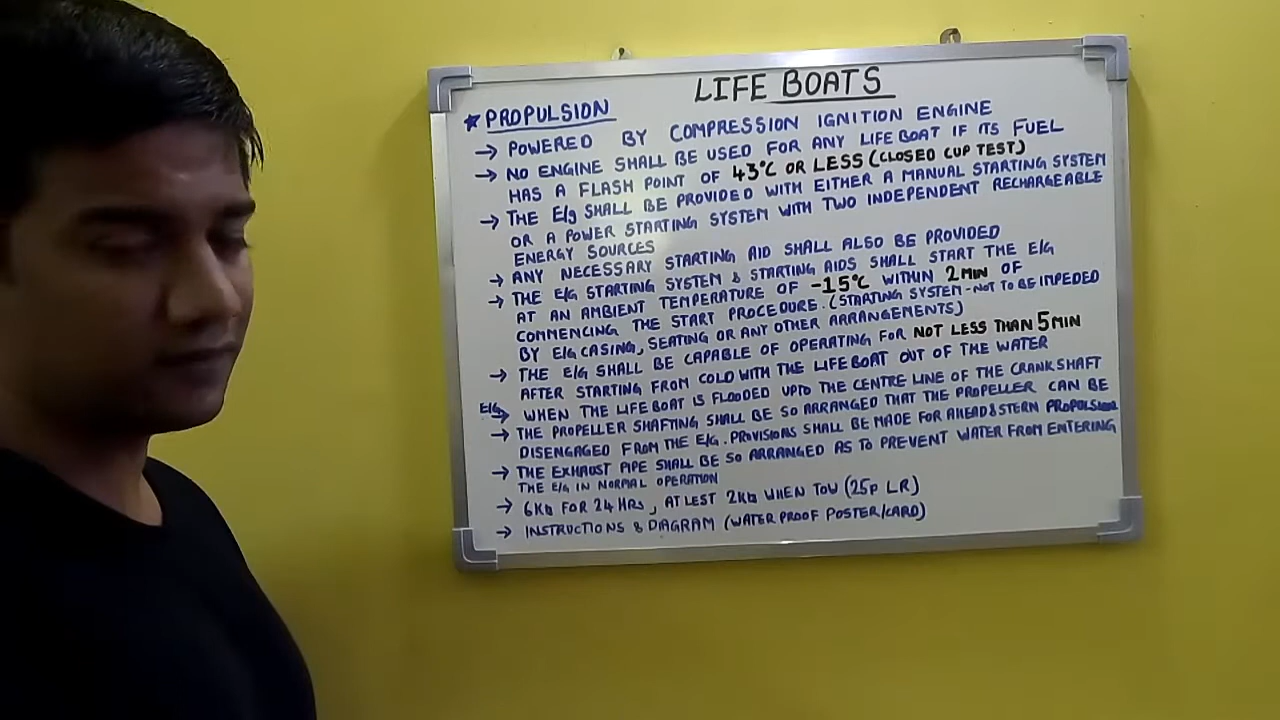 LIFE BOATS
★ PROPULSION
→ POWERED BY COMPRESSION IGNITION ENGINE
→ NO ENGINE SHALL BE USED FOR ANY LIFE BOAT IF ITS FUEL
HAS A FLASH POINT OF 43°C OR LESS (CLOSED CUP TEST)
→ THE E/g SHALL BE PROVIDED WITH EITHER A MANUAL STARTING SYSTEM
OR A POWER STARTING SYSTEM WITH TWO INDEPENDENT RECHARGEABLE
ENERGY SOURCES
→ ANY NECESSARY STARTING AID SHALL ALSO BE PROVIDED
→ THE E/G STARTING SYSTEM & STARTING AIDS SHALL START THE E/G
AT AN AMBIENT TEMPERATURE OF -15°C WITHIN 2 MIN OF
COMMENCING THE START PROCEDURE. (STARTING SYSTEM - NOT TO BE IMPEDED
BY E/G CASING, SEATING OR ANY OTHER ARRANGEMENTS)
→ THE E/G SHALL BE CAPABLE OF OPERATING FOR NOT LESS THAN 5 MIN
AFTER STARTING FROM COLD WITH THE LIFE BOAT OUT OF THE WATER
E/G → WHEN THE LIFE BOAT IS FLOODED UPTO THE CENTRE LINE OF THE CRANKSHAFT
→ THE PROPELLER SHAFTING SHALL BE SO ARRANGED THAT THE PROPELLER CAN BE
DISENGAGED FROM THE E/G. PROVISIONS SHALL BE MADE FOR AHEAD & STERN PROPULSION
→ THE EXHAUST PIPE SHALL BE SO ARRANGED AS TO PREVENT WATER FROM ENTERING
THE E/G IN NORMAL OPERATION
→ 6Kts FOR 24 HRS, AT LEST 2Kts WHEN TOW (25P LR)
→ INSTRUCTIONS & DIAGRAM (WATER PROOF POSTER/CARD)